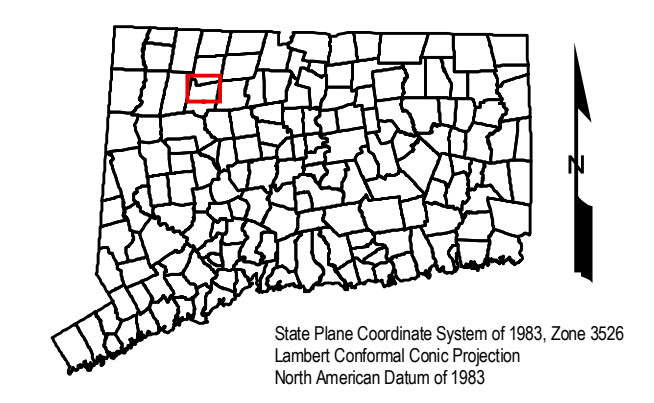 N
State Plane Coordinate System of 1983, Zone 3526
Lambert Conformal Conic Projection
North American Datum of 1983